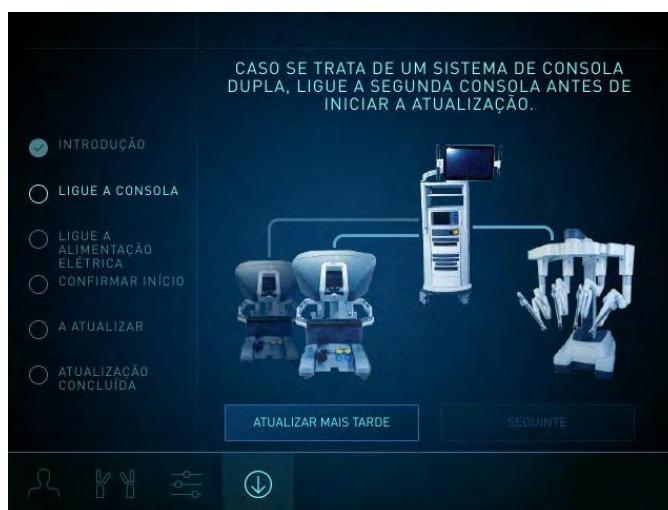 CASO SE TRATA DE UM SISTEMA DE CONSOLA
DUPLA, LIGUE A SEGUNDA CONSOLA ANTES DE
INICIAR A ATUALIZAÇÃO.
INTRODUÇÃO
LIGUE A CONSOLA
LIGUE A
ALIMENTAÇÃO
ELÉTRICA
CONFIRMAR INÍCIO
A ATUALIZAR
ATUALIZAÇÃO
CONCLUÍDA
ATUALIZAR MAIS TARDE
SEGUINTE